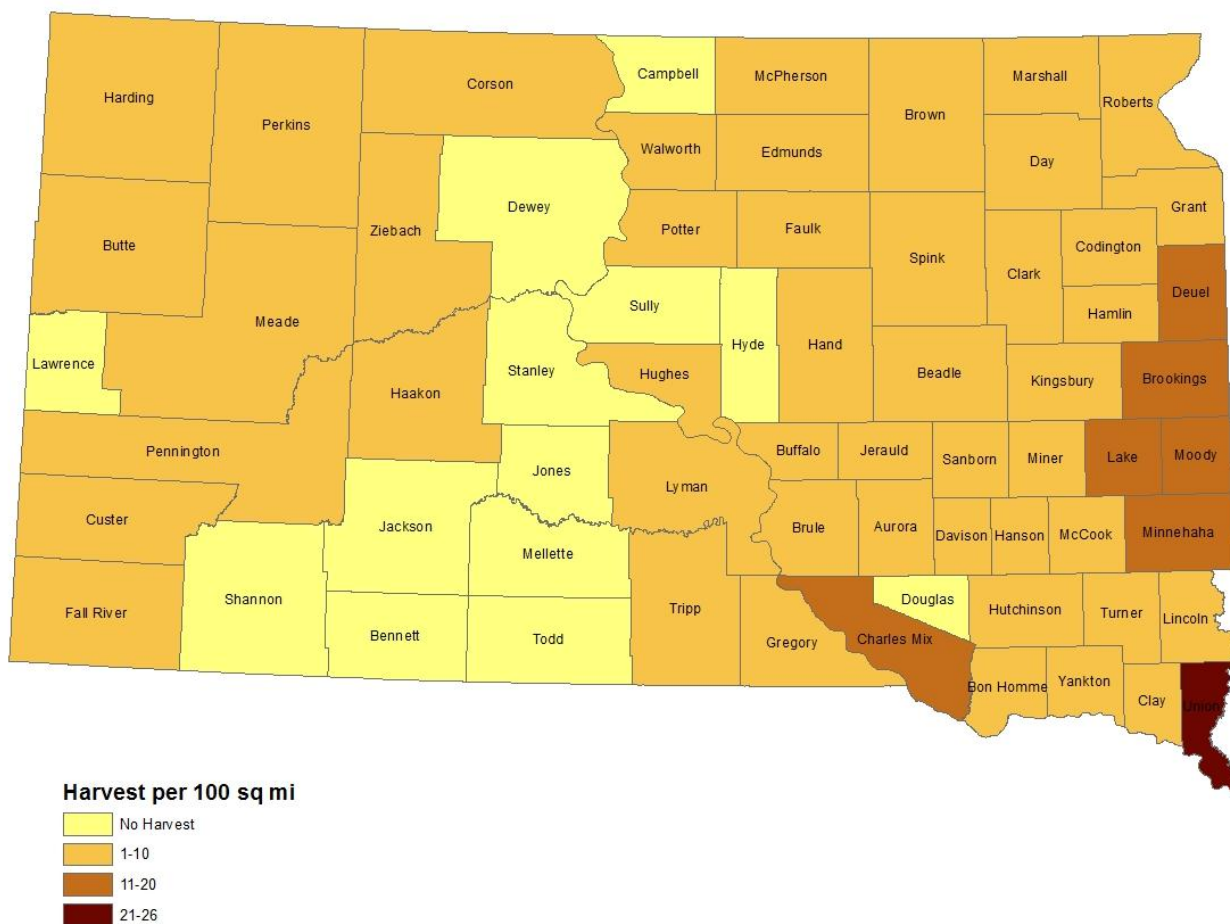 Campbell
McPherson
Marshall
Harding
Corson
Roberts
Brown
Perkins
Walworth
Edmunds
Day
Dewey
Grant
Ziebach
Potter
Faulk
Butte
Codington
Spink
Clark
Deuel
Sully
Meade
Hamlin
Lawrence
Hyde
Hand
Stanley
Hughes
Beadle
Kingsbury
Brookings
Haakon
Pennington
Buffalo
Jerauld
Sanborn
Miner
Lake
Moody
Jones
Lyman
Custer
Jackson
Brule
Aurora
Davison
Hanson
McCook
Minnehaha
Mellette
Shannon
Douglas
Fall River
Tripp
Hutchinson
Turner
Lincoln
Bennett
Todd
Gregory
Charles Mix
Bon Homme
Yankton
Clay
Union
Harvest per 100 sq mi
No Harvest
1-10
11-20
21-26